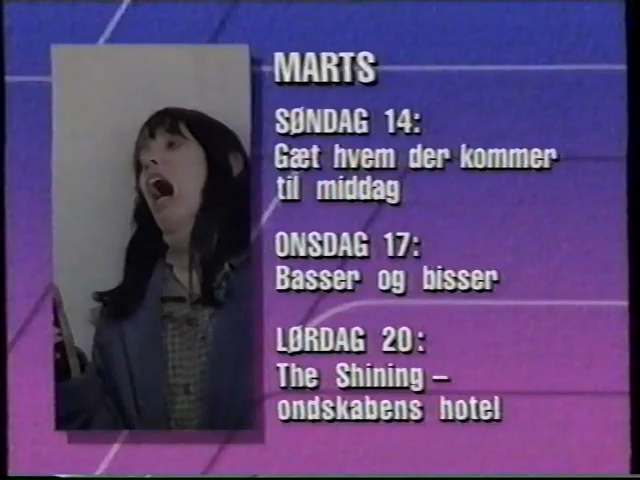 MARTS
SØNDAG 14:
Gæt hvem der kommer
til middag
ONSDAG 17:
Basser og bisser
LØRDAG 20:
The Shining –
ondskabens hotel